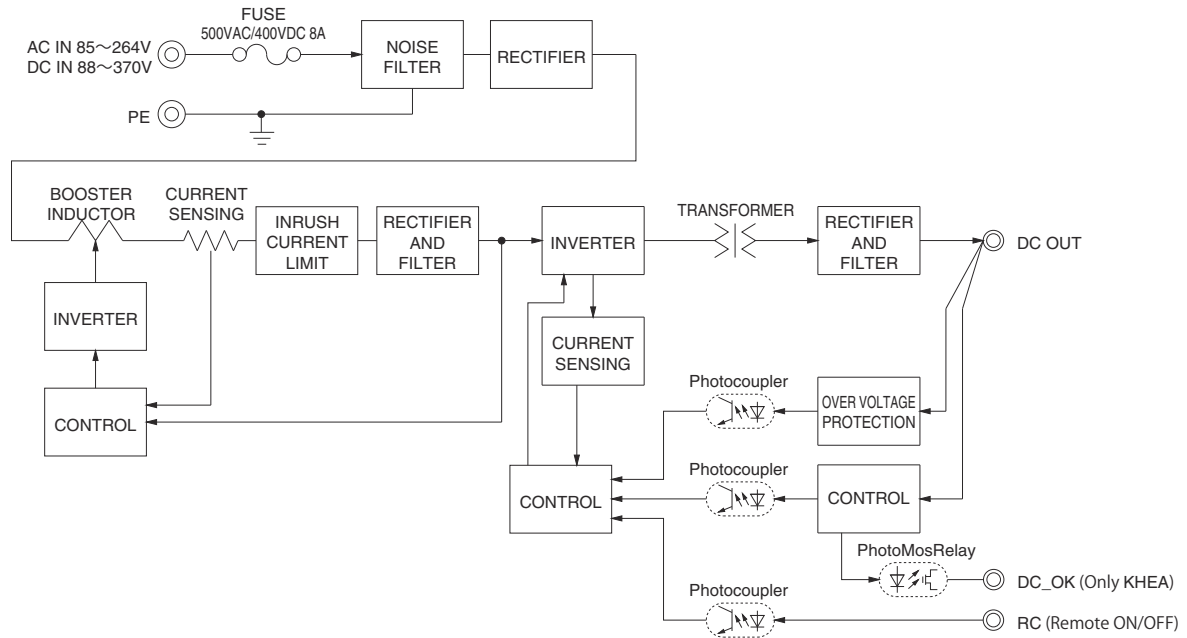 FUSE
500VAC/400VDC 8A
AC IN 85～264V
DC IN 88～370V
NOISE
FILTER
RECTIFIER
PE
BOOSTER
INDUCTOR
CURRENT
SENSING
INRUSH
CURRENT
LIMIT
RECTIFIER
AND
FILTER
INVERTER
TRANSFORMER
RECTIFIER
AND
FILTER
DC OUT
INVERTER
CURRENT
SENSING
CONTROL
Photocoupler
OVER VOLTAGE
PROTECTION
CONTROL
Photocoupler
CONTROL
PhotoMosRelay
DC_OK (Only KHEA)
Photocoupler
RC (Remote ON/OFF)